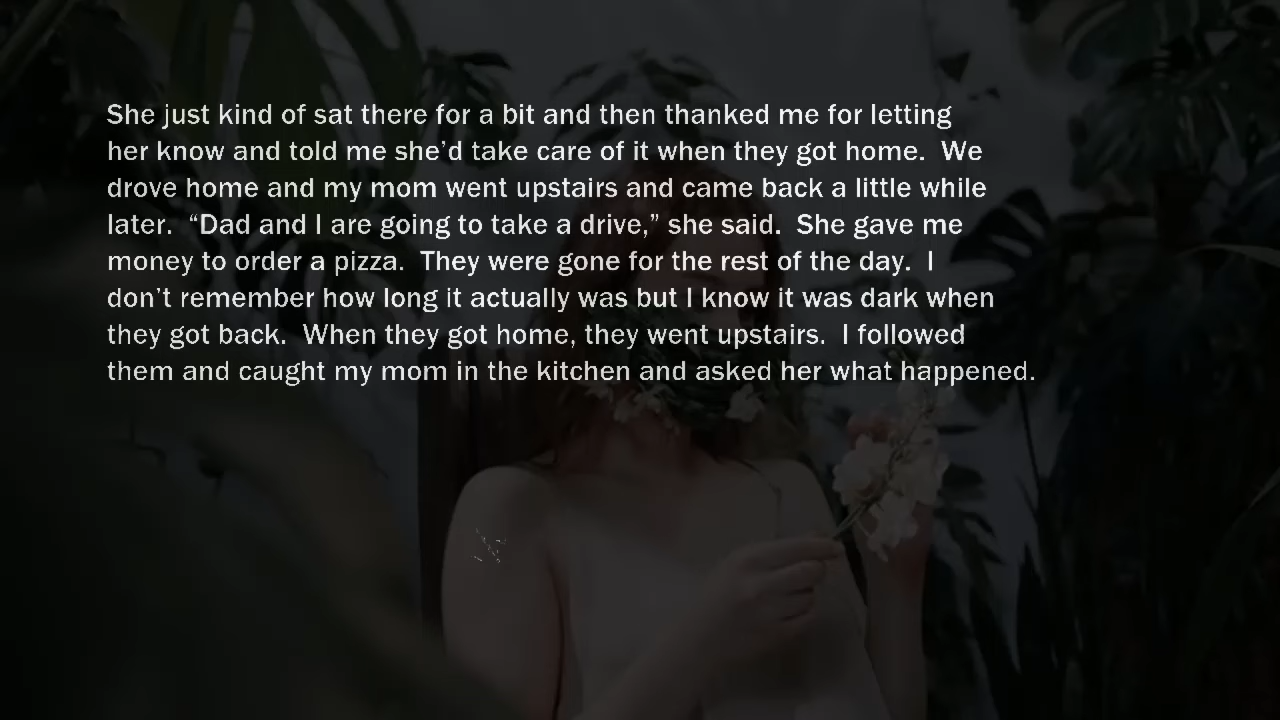 She just kind of sat there for a bit and then thanked me for letting
her know and told me she’d take care of it when they got home.  We
drove home and my mom went upstairs and came back a little while
later.  “Dad and I are going to take a drive,” she said.  She gave me
money to order a pizza.  They were gone for the rest of the day.  I
don’t remember how long it actually was but I know it was dark when
they got back.  When they got home, they went upstairs.  I followed
them and caught my mom in the kitchen and asked her what happened.